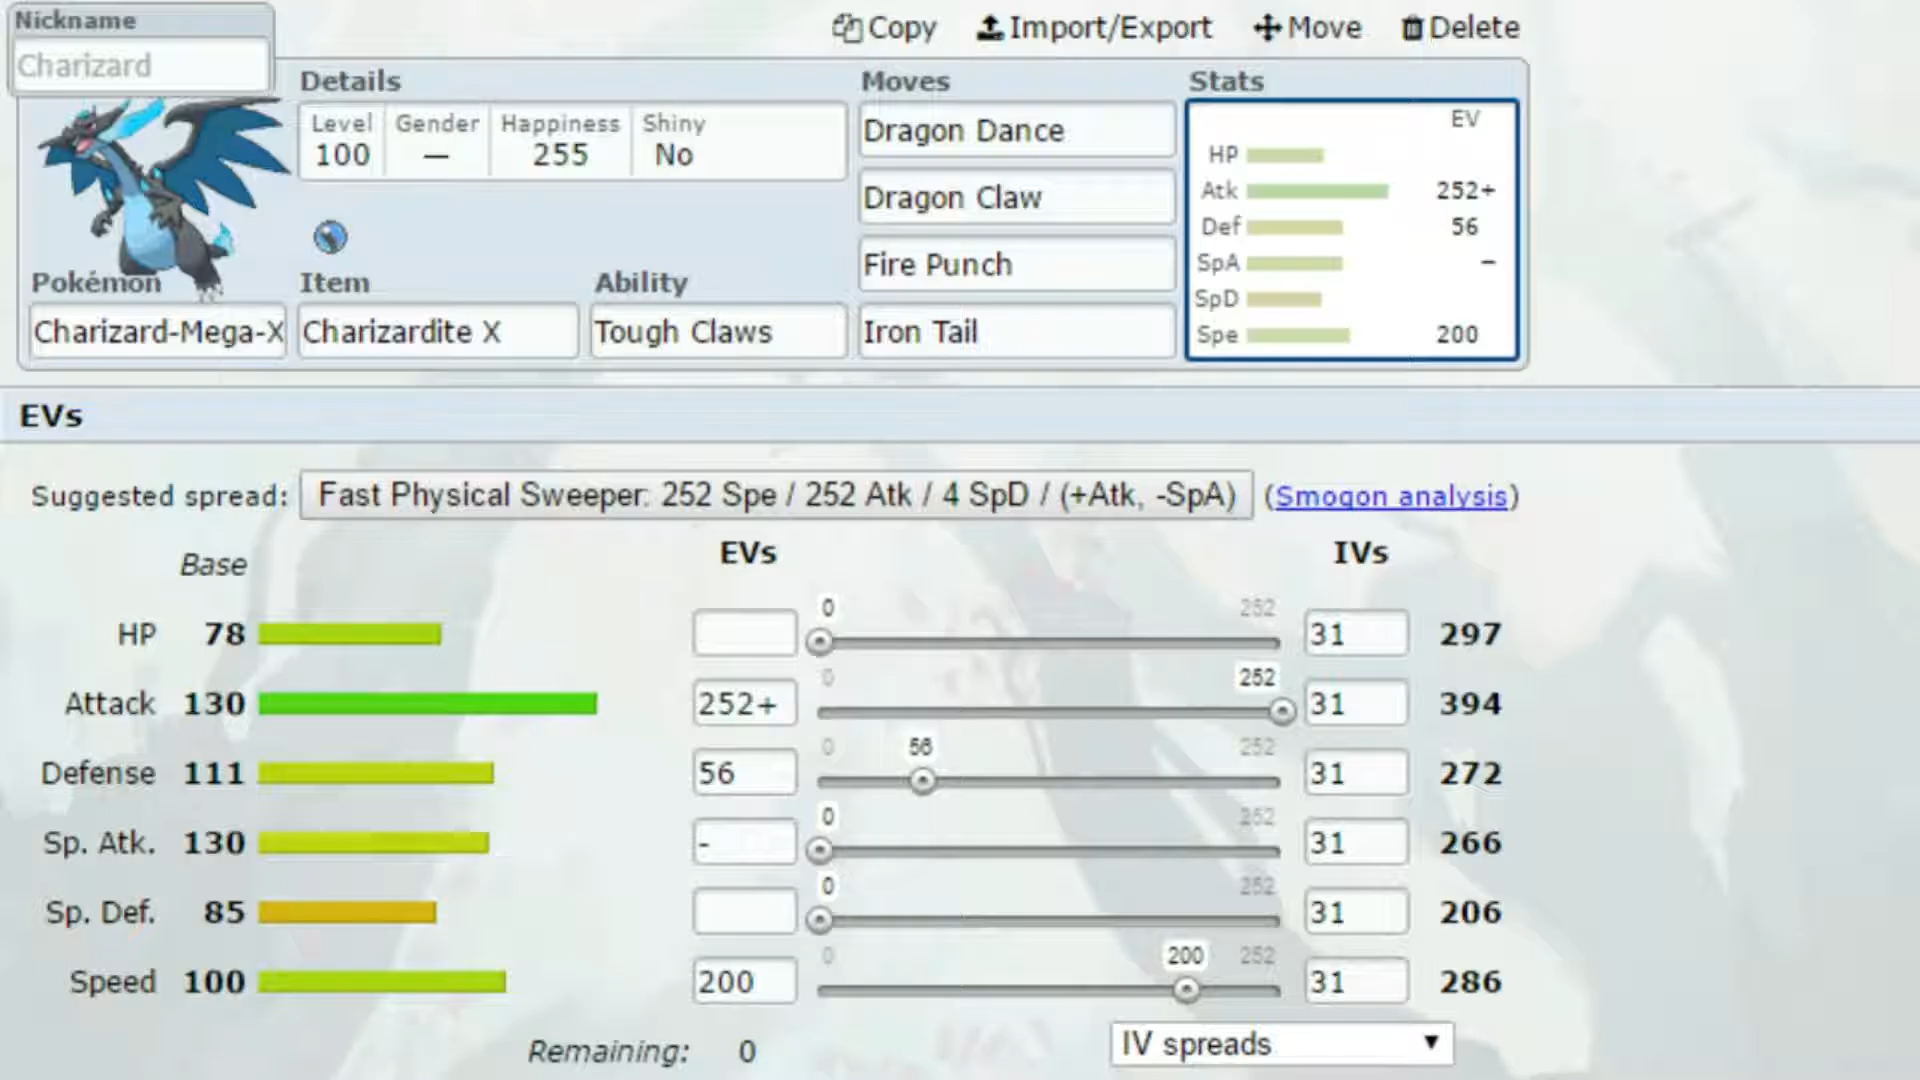 Nickname
Charizard
Copy Import/Export Move Delete
Details
Level Gender Happiness Shiny
100 — 255 No
Pokémon Item Ability
Charizard-Mega-X Charizardite X Tough Claws
Moves
Dragon Dance
Dragon Claw
Fire Punch
Iron Tail
Stats
EV
HP
Atk 252+
Def 56
SpA −
SpD
Spe 200
EVs
Suggested spread: Fast Physical Sweeper: 252 Spe / 252 Atk / 4 SpD / (+Atk, -SpA) (Smogon analysis)
Base EVs IVs
0 252
HP 78 31 297
0 252
Attack 130 252+ 31 394
0 56 252
Defense 111 56 31 272
0 252
Sp. Atk. 130 - 31 266
0 252
Sp. Def. 85 31 206
0 200 252
Speed 100 200 31 286
Remaining: 0 IV spreads